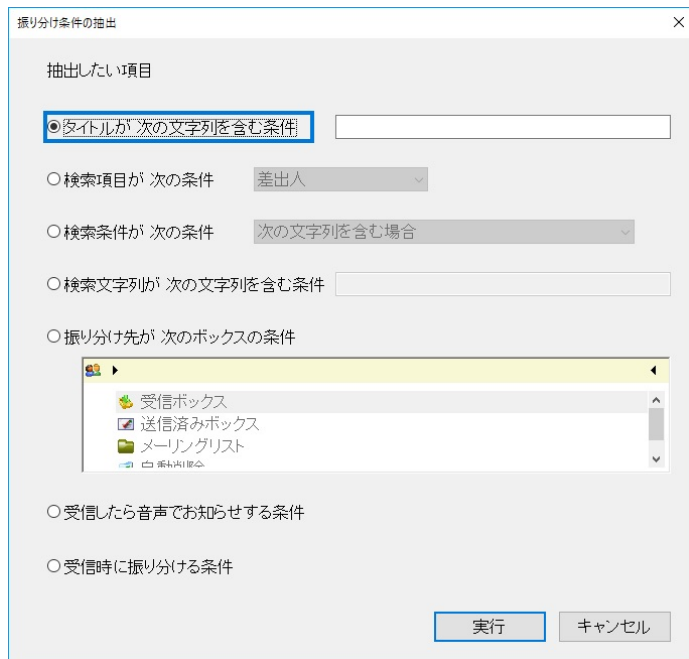 振り分け条件の抽出
抽出したい項目
タイトルが 次の文字列を含む条件
検索項目が 次の条件 差出人
検索条件が 次の条件 次の文字列を含む場合
検索文字列が 次の文字列を含む条件
振り分け先が 次のボックスの条件
受信ボックス
送信済みボックス
メーリングリスト
自動削除
受信したら音声でお知らせする条件
受信時に振り分ける条件
実行 キャンセル